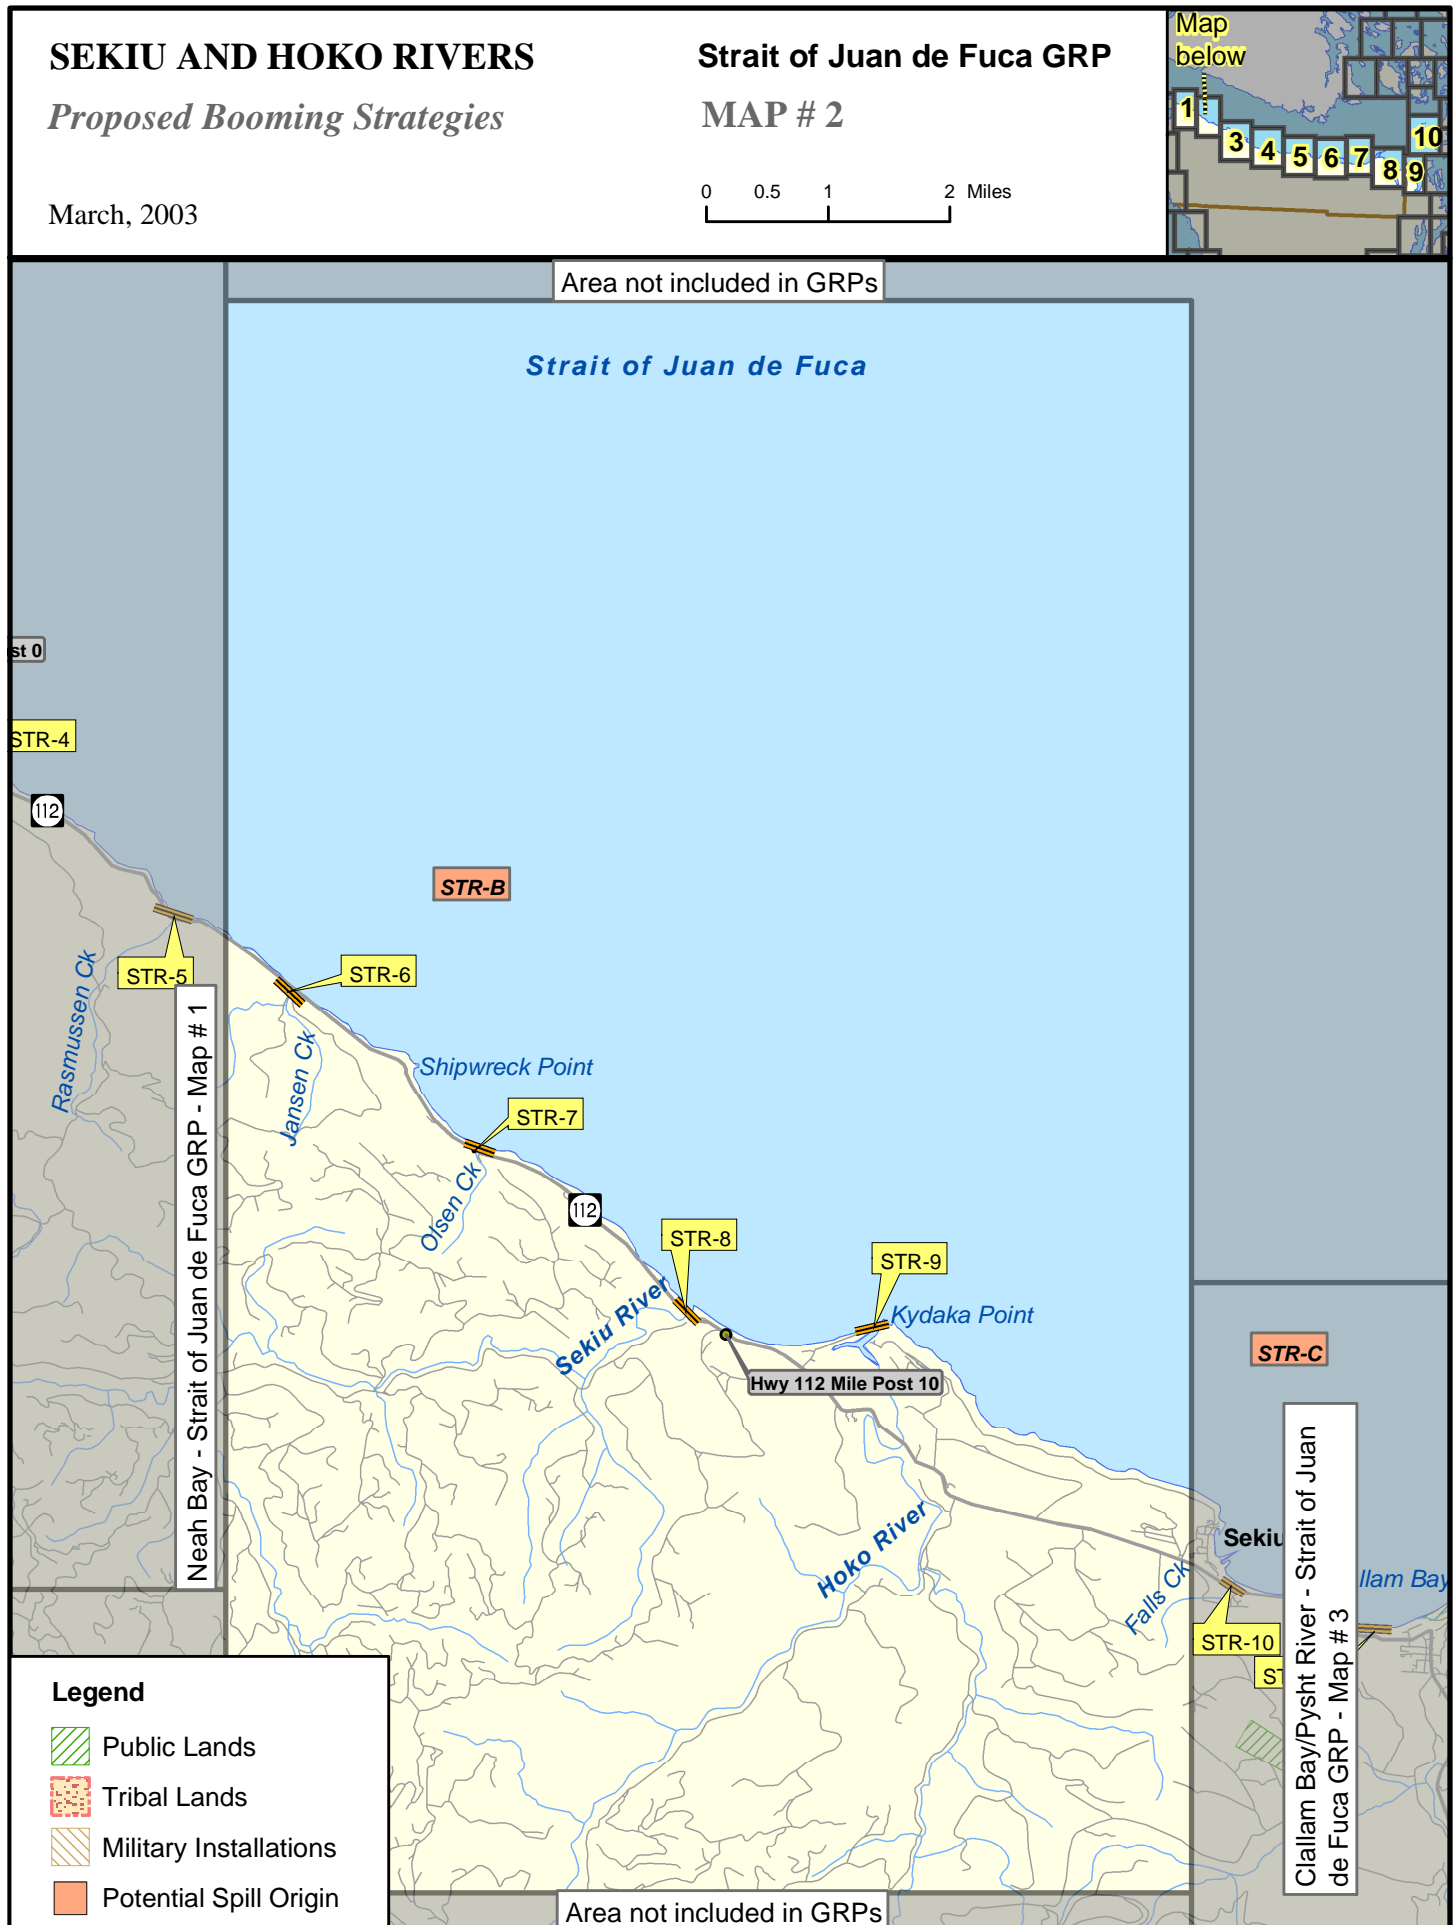 SEKIU AND HOKO RIVERS
Proposed Booming Strategies
March, 2003
Strait of Juan de Fuca GRP
MAP # 2
0 0.5 1 2 Miles
Map
below
1
3
4
5
6
7
8
9
10
Area not included in GRPs
Strait of Juan de Fuca
st 0
STR-4
112
STR-B
STR-5
STR-6
Rasmussen Ck
Jansen Ck
Shipwreck Point
STR-7
Olsen Ck
112
STR-8
STR-9
Sekiu River
Kydaka Point
Hwy 112 Mile Post 10
STR-C
Neah Bay - Strait of Juan de Fuca GRP - Map # 1
Hoko River
Falls Ck
Sekiu
llam Bay
STR-10
ST
Clallam Bay/Pysht River - Strait of Juan
de Fuca GRP - Map # 3
Legend
Public Lands
Tribal Lands
Military Installations
Potential Spill Origin
Area not included in GRPs